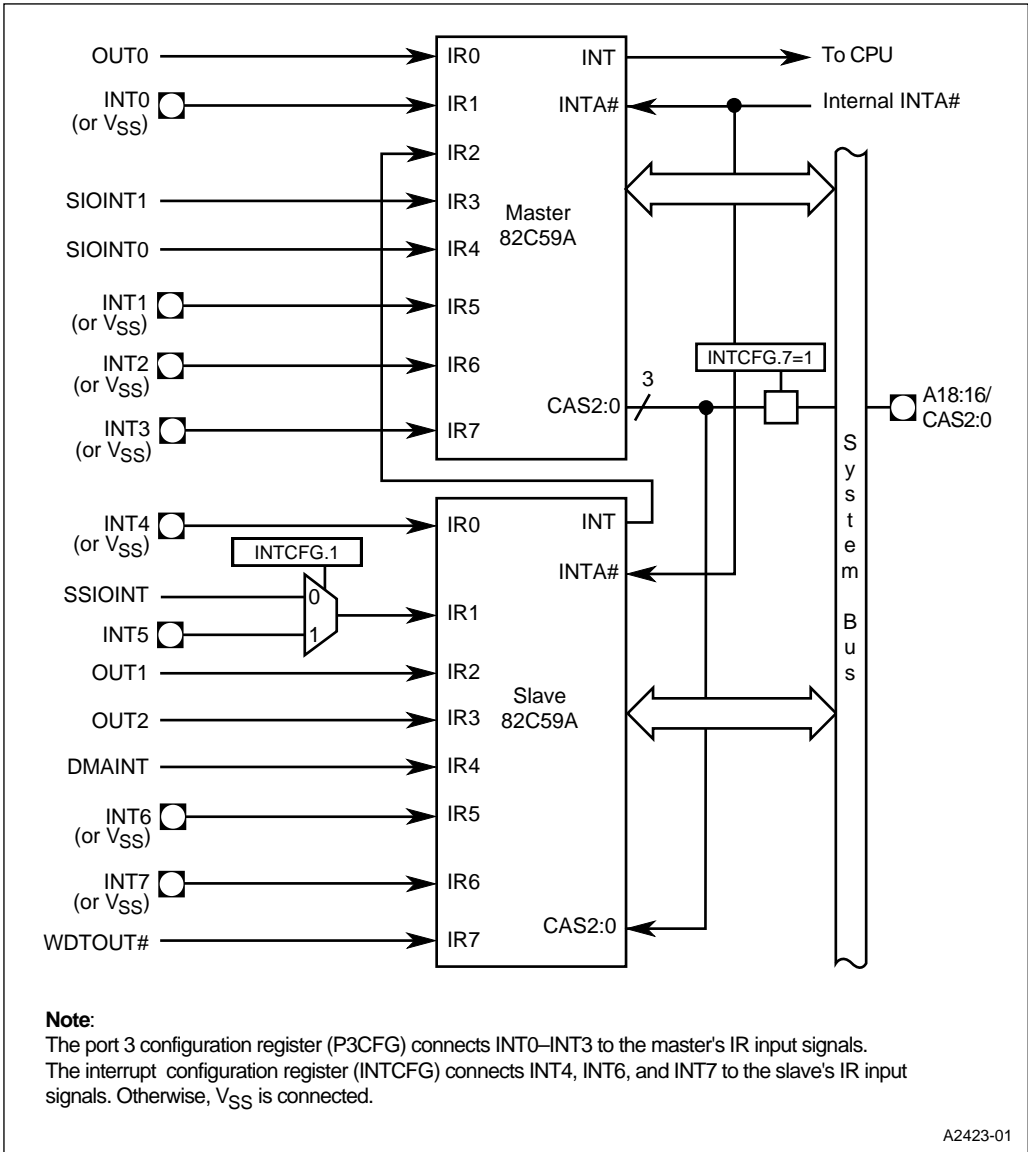 OUT0
IR0
INT
To CPU
INT0
(or VSS)
IR1
INTA#
Internal INTA#
IR2
SIOINT1
IR3
Master
82C59A
SIOINT0
IR4
INT1
(or VSS)
IR5
INT2
(or VSS)
IR6
INTCFG.7=1
3
CAS2:0
A18:16/
CAS2:0
INT3
(or VSS)
IR7
System Bus
INT4
(or VSS)
IR0
INT
INTCFG.1
INTA#
SSIOINT
0
IR1
INT5
1
OUT1
IR2
Slave
82C59A
OUT2
IR3
DMAINT
IR4
INT6
(or VSS)
IR5
INT7
(or VSS)
IR6
CAS2:0
WDTOUT#
IR7
Note:
The port 3 configuration register (P3CFG) connects INT0–INT3 to the master's IR input signals.
The interrupt configuration register (INTCFG) connects INT4, INT6, and INT7 to the slave's IR input
signals. Otherwise, VSS is connected.
A2423-01